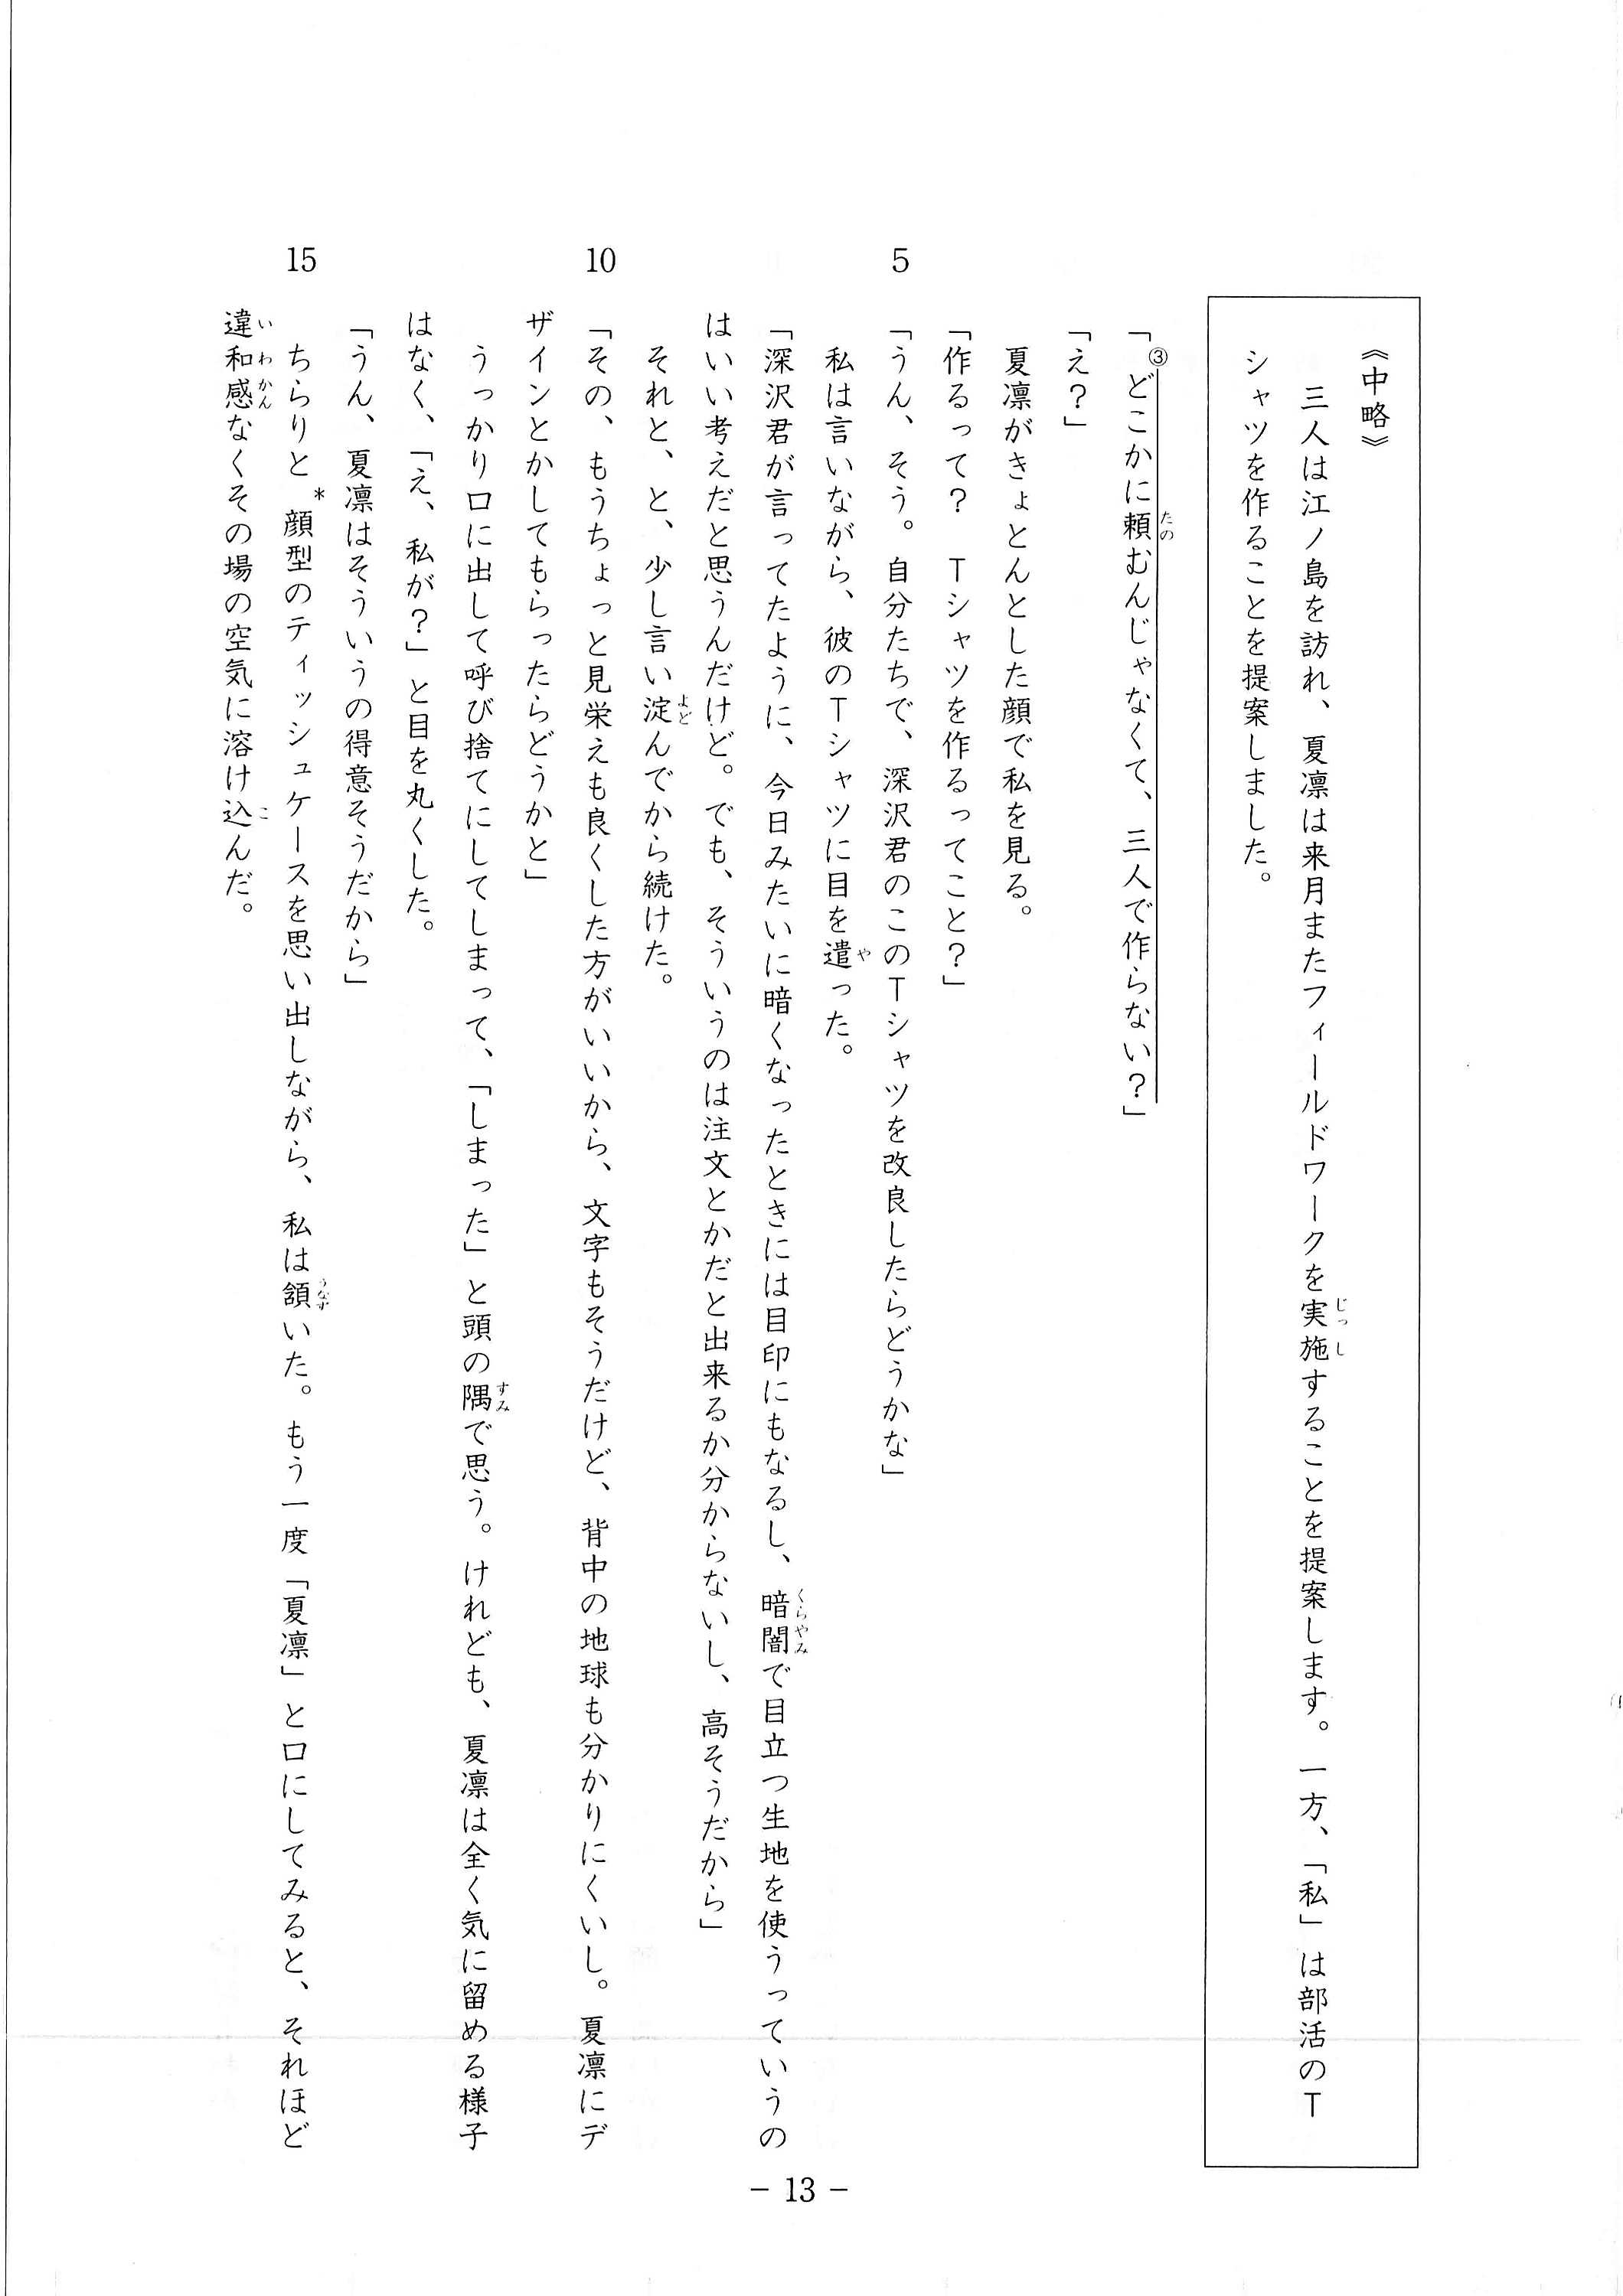 《中略》
三人は江ノ島を訪れ、夏凛は来月またフィールドワークを実施することを提案します。一方、「私」は部活のT
シャツを作ることを提案しました。
「③どこかに頼むんじゃなくて、三人で作らない？」
「え？」
夏凛がきょとんとした顔で私を見る。
「作るって？　Tシャツを作るってこと？」
5
「うん、そう。自分たちで、深沢君のこのTシャツを改良したらどうかな」
私は言いながら、彼のTシャツに目を遣った。
「深沢君が言ってたように、今日みたいに暗くなったときには目印にもなるし、暗闇で目立つ生地を使うっていうの
はいい考えだと思うんだけど。でも、そういうのは注文とかだと出来るか分からないし、高そうだから」
それと、と、少し言い淀んでから続けた。
10
「その、もうちょっと見栄えも良くした方がいいから、文字もそうだけど、背中の地球も分かりにくいし。夏凛にデ
ザインとかしてもらったらどうかと」
うっかり口に出して呼び捨てにしてしまって、「しまった」と頭の隅で思う。けれども、夏凛は全く気に留める様子
はなく、「え、私が？」と目を丸くした。
「うん、夏凛はそういうの得意そうだから」
15
ちらりと＊顔型のティッシュケースを思い出しながら、私は頷いた。もう一度「夏凛」と口にしてみると、それほど
違和感なくその場の空気に溶け込んだ。
－ 13 －